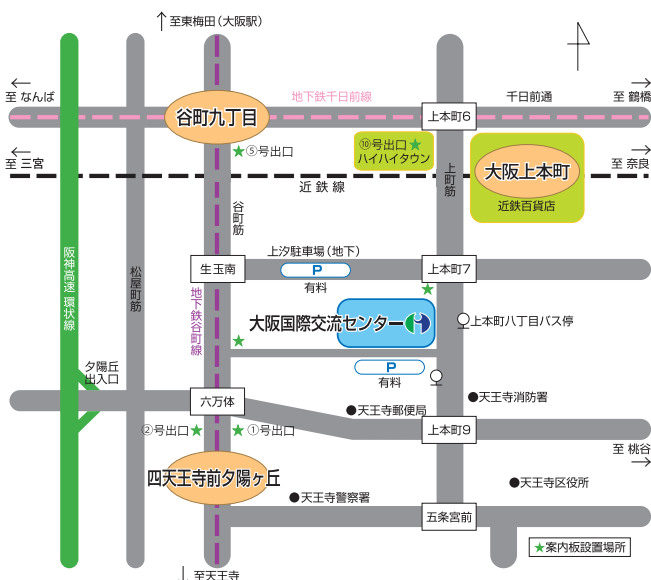 至東梅田（大阪駅）
至 なんば
地下鉄千日前線
千日前通
至 鶴橋
谷町九丁目
上本町6
⑤号出口
⑩号出口
ハイハイタウン
至 三宮
近鉄線
上町筋
大阪上本町
近鉄百貨店
至 奈良
谷町筋
阪神高速 環状線
松屋町筋
上汐駐車場（地下）
生玉南
P
有料
上本町7
地下鉄谷町線
大阪国際交流センター
上本町八丁目バス停
夕陽丘
出入口
P
有料
六万体
天王寺郵便局
天王寺消防署
②号出口
①号出口
上本町9
至 桃谷
四天王寺前夕陽ヶ丘
天王寺区役所
天王寺警察署
五条宮前
案内板設置場所
至天王寺